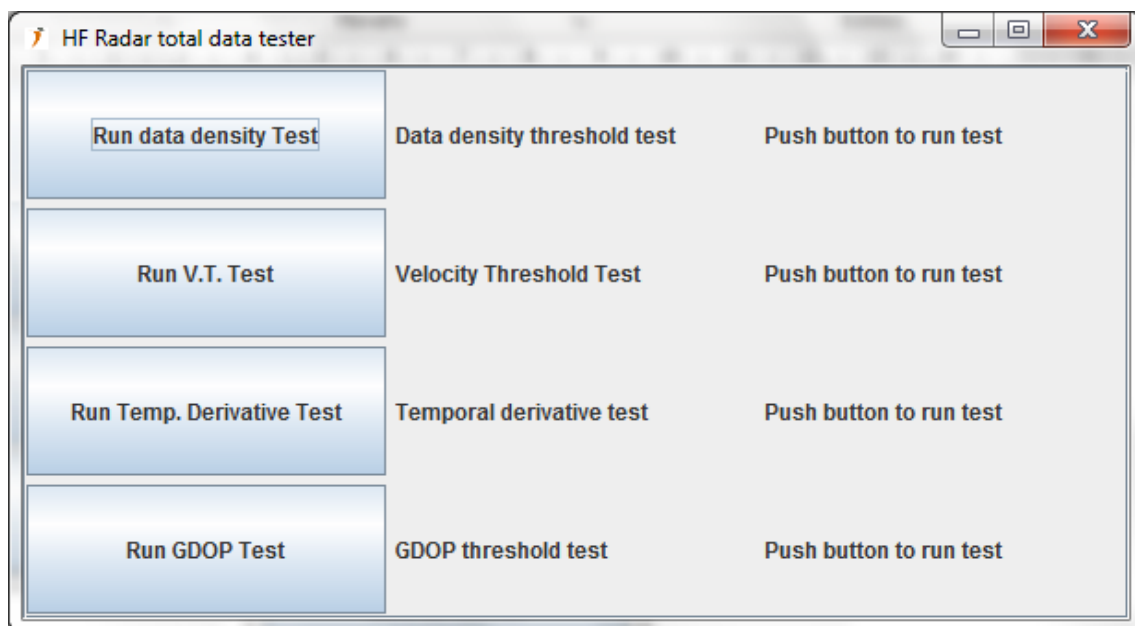 HF Radar total data tester
Run data density Test Data density threshold test Push button to run test
Run V.T. Test Velocity Threshold Test Push button to run test
Run Temp. Derivative Test Temporal derivative test Push button to run test
Run GDOP Test GDOP threshold test Push button to run test